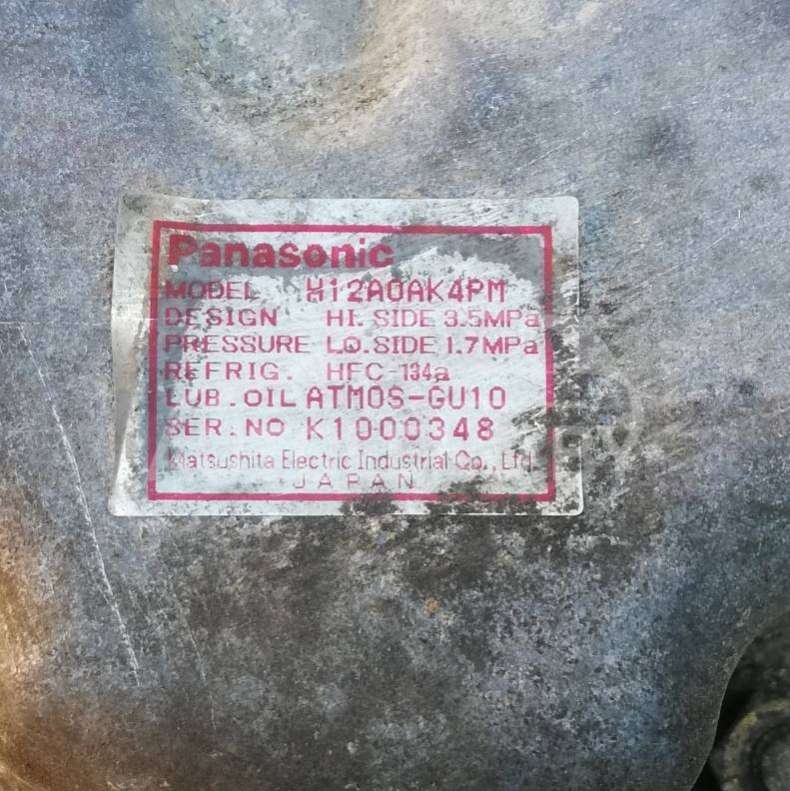 Panasonic
MODEL H12A0AK4PM
DESIGN HI. SIDE 3.5MPa
PRESSURE LO. SIDE 1.7MPa
REFRIG. HFC-134a
LUB. OIL ATMOS-GU10
SER. NO K1000348
Matsushita Electric Industrial Co., Ltd.
JAPAN